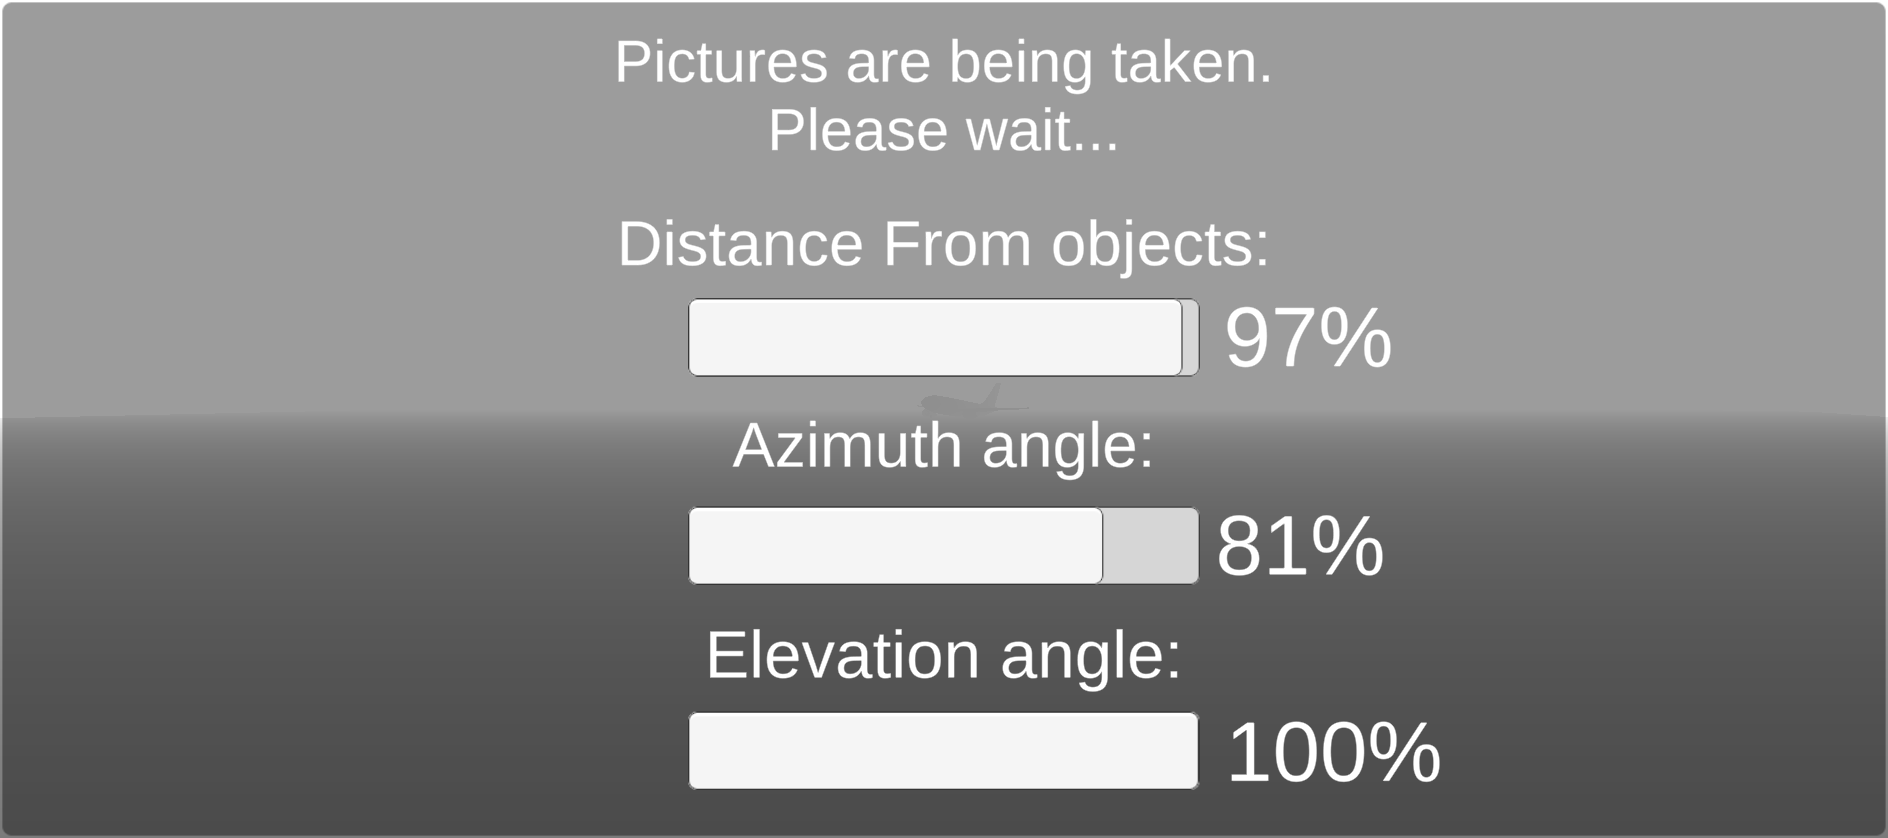 Pictures are being taken.
Please wait...
Distance From objects:
97%
Azimuth angle:
81%
Elevation angle:
100%